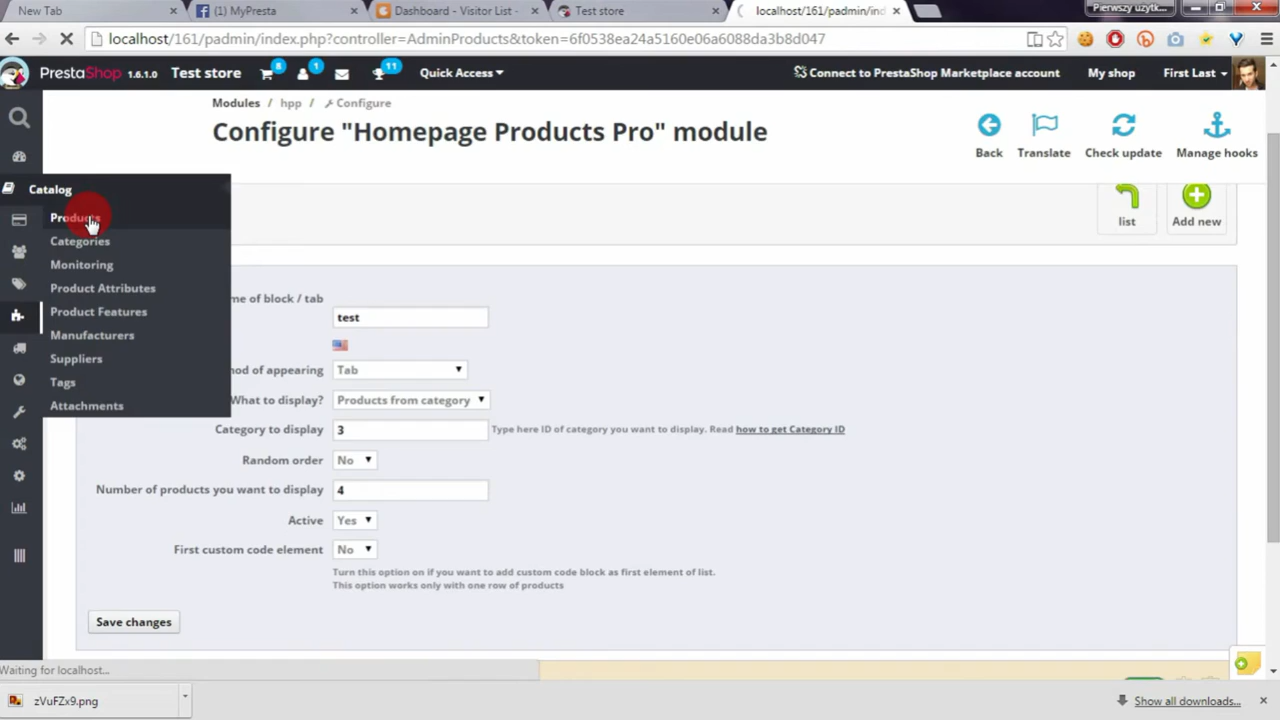 New Tab
MyPresta
Dashboard - Visitor List -
Test store
localhost/161/padmin/ind
Pierwszy użytk...
localhost/161/padmin/index.php?controller=AdminProducts&token=6f0538ea24a5160e06a6088da3b8d047
PrestaShop 1.6.1.0 Test store 8 1 11 Quick Access Connect to PrestaShop Marketplace account My shop First Last
Modules / hpp / Configure
Configure "Homepage Products Pro" module
Back Translate Check update Manage hooks
Catalog
Products
Categories
Monitoring
Product Attributes
Product Features
Manufacturers
Suppliers
Tags
Attachments
list Add new
me of block / tab
test
hod of appearing Tab
What to display? Products from category
Category to display 3 Type here ID of category you want to display. Read how to get Category ID
Random order No
Number of products you want to display 4
Active Yes
First custom code element No
Turn this option on if you want to add custom code block as first element of list.
This option works only with one row of products
Save changes
Waiting for localhost...
zVuFZx9.png
Show all downloads...